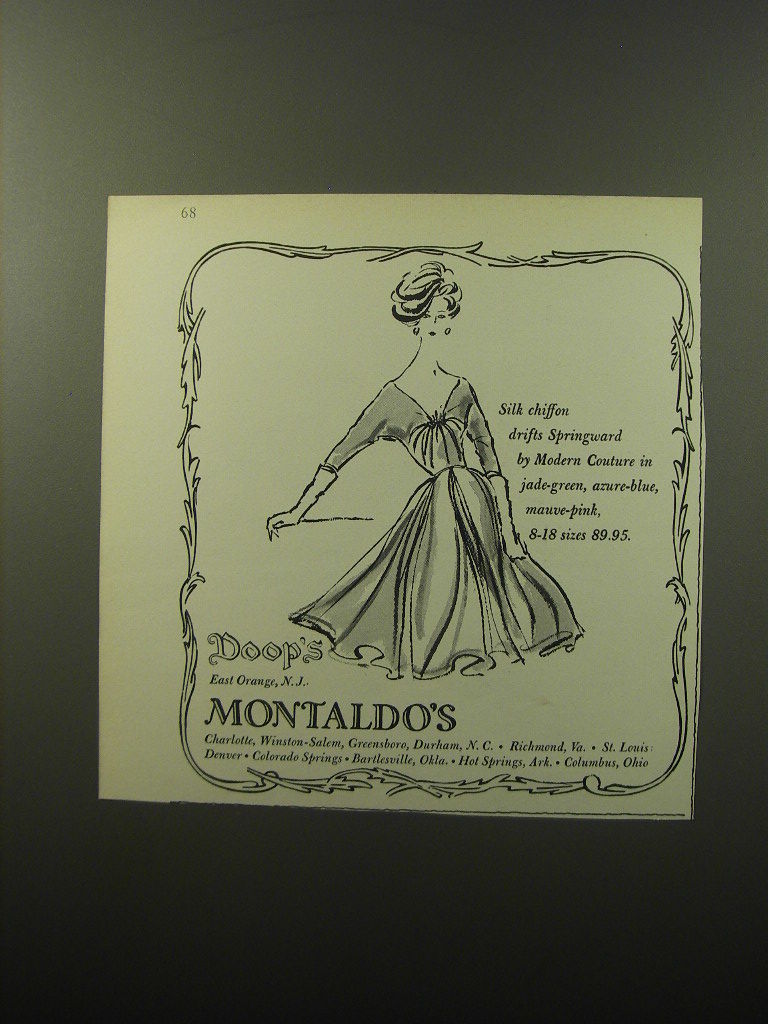 68
Silk chiffon
drifts Springward
by Modern Couture in
jade-green, azure-blue,
mauve-pink,
8-18 sizes 89.95.
Doop's
East Orange, N.J.
MONTALDO'S
Charlotte, Winston-Salem, Greensboro, Durham, N. C. • Richmond, Va. • St. Louis
Denver • Colorado Springs • Bartlesville, Okla. • Hot Springs, Ark. • Columbus, Ohio